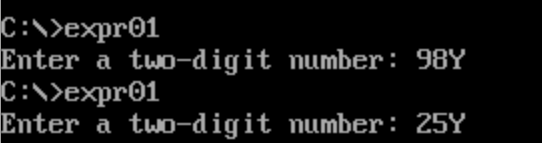 C:\>expr01
Enter a two-digit number: 98Y
C:\>expr01
Enter a two-digit number: 25Y